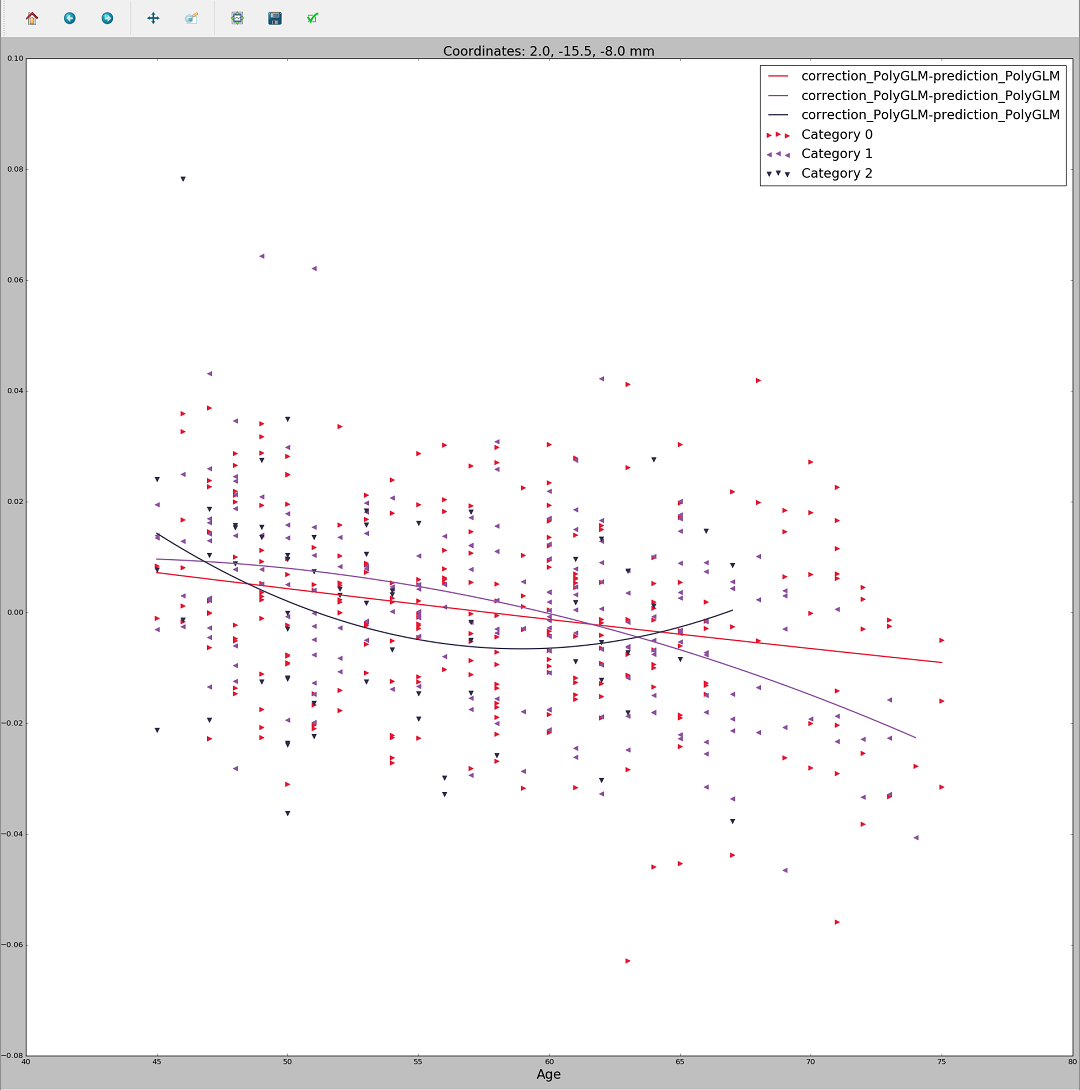 Coordinates: 2.0, -15.5, -8.0 mm
0.10
correction_PolyGLM-prediction_PolyGLM
correction_PolyGLM-prediction_PolyGLM
correction_PolyGLM-prediction_PolyGLM
Category 0
Category 1
Category 2
0.08
0.06
0.04
0.02
0.00
−0.02
−0.04
−0.06
−0.08
40 45 50 55 60 65 70 75 80
Age